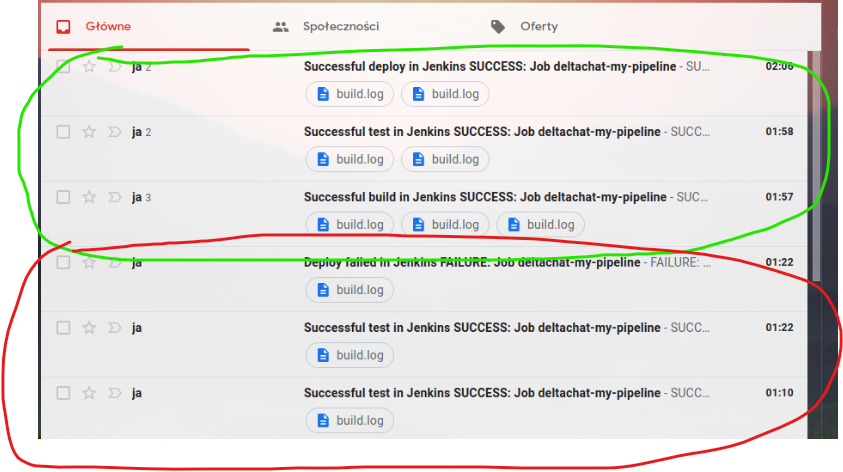 Główne Społeczności Oferty
ja 2 Successful deploy in Jenkins SUCCESS: Job deltachat-my-pipeline - SU... 02:06
build.log build.log
ja 2 Successful test in Jenkins SUCCESS: Job deltachat-my-pipeline - SUCC... 01:58
build.log build.log
ja 3 Successful build in Jenkins SUCCESS: Job deltachat-my-pipeline - SUC... 01:57
build.log build.log build.log
ja Deploy failed in Jenkins FAILURE: Job deltachat-my-pipeline - FAILURE: ... 01:22
build.log
ja Successful test in Jenkins SUCCESS: Job deltachat-my-pipeline - SUCC... 01:22
build.log
ja Successful test in Jenkins SUCCESS: Job deltachat-my-pipeline - SUCC... 01:10
build.log